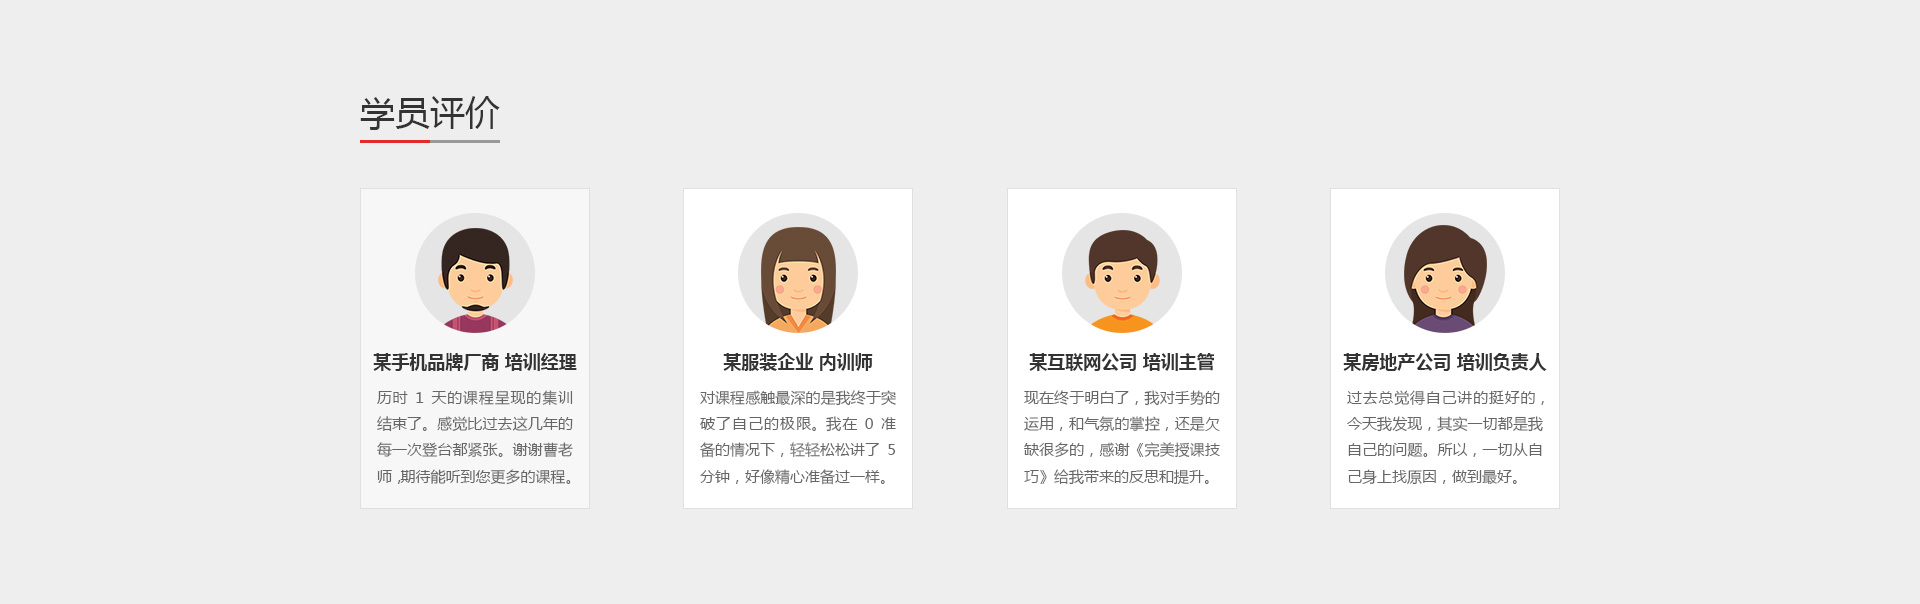 学员评价
某手机品牌厂商 培训经理
历时 1 天的课程呈现的集训
结束了。感觉比过去这几年的
每一次登台都紧张。谢谢曹老
师 ,期待能听到您更多的课程。
某服装企业 内训师
对课程感触最深的是我终于突
破了自己的极限。我在 0 准
备的情况下，轻轻松松讲了 5
分钟，好像精心准备过一样。
某互联网公司 培训主管
现在终于明白了，我对手势的
运用，和气氛的掌控，还是欠
缺很多的，感谢《完美授课技
巧》给我带来的反思和提升。
某房地产公司 培训负责人
过去总觉得自己讲的挺好的，
今天我发现，其实一切都是我
自己的问题。所以，一切从自
己身上找原因，做到最好。